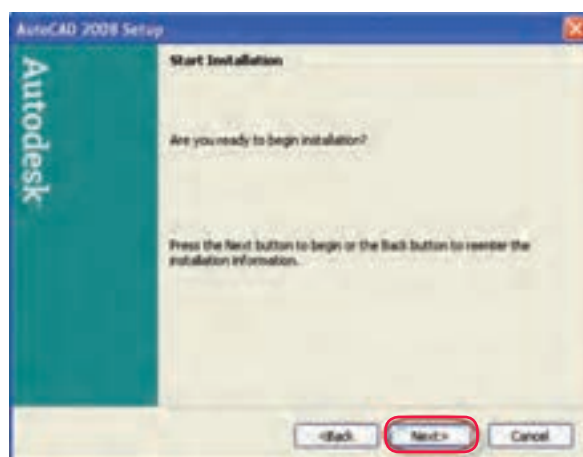 AutoCAD 2008 Setup
Autodesk
Start Installation
Are you ready to begin installation?
Press the Next button to begin or the Back button to reenter the
installation information.
<Back
Next>
Cancel